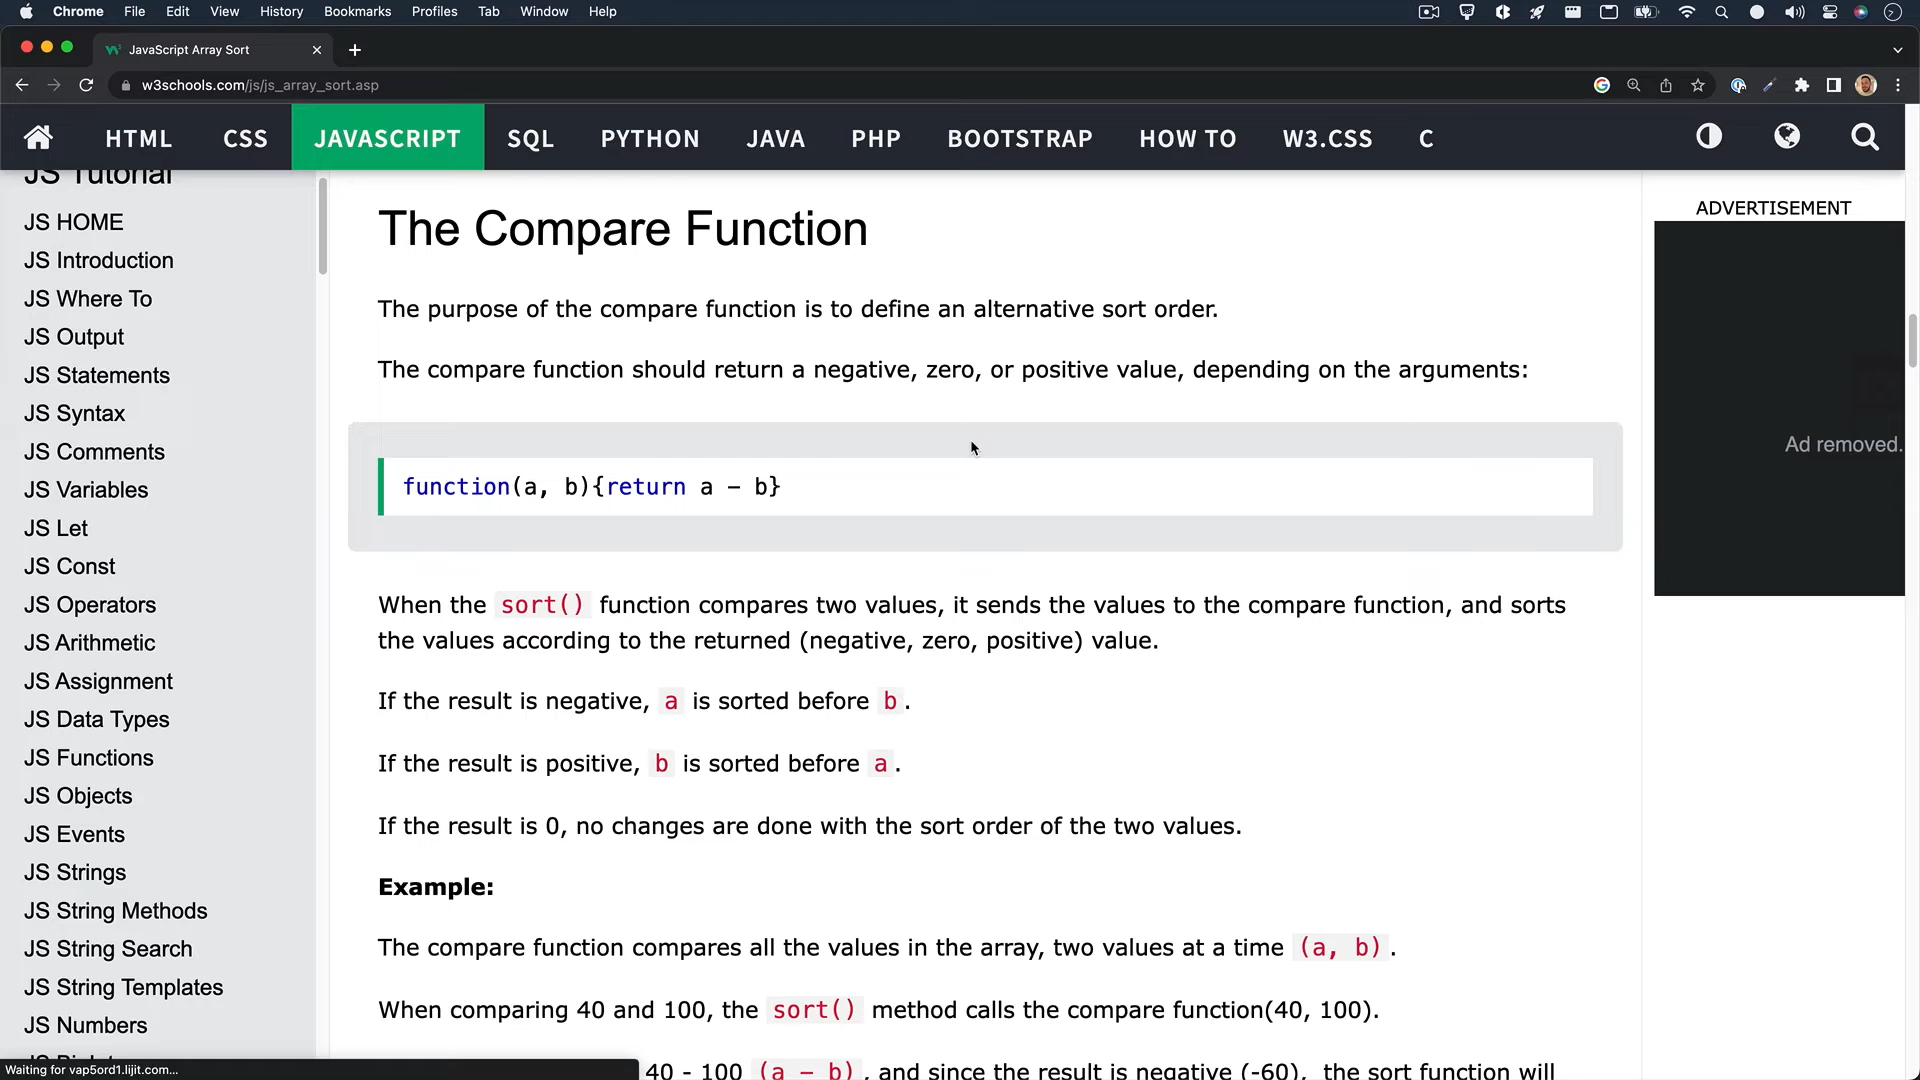 Chrome File Edit View History Bookmarks Profiles Tab Window Help
JavaScript Array Sort
w3schools.com/js/js_array_sort.asp
HTML CSS JAVASCRIPT SQL PYTHON JAVA PHP BOOTSTRAP HOW TO W3.CSS C
JS Tutorial
JS HOME
JS Introduction
JS Where To
JS Output
JS Statements
JS Syntax
JS Comments
JS Variables
JS Let
JS Const
JS Operators
JS Arithmetic
JS Assignment
JS Data Types
JS Functions
JS Objects
JS Events
JS Strings
JS String Methods
JS String Search
JS String Templates
JS Numbers
The Compare Function
The purpose of the compare function is to define an alternative sort order.
The compare function should return a negative, zero, or positive value, depending on the arguments:
function(a, b){return a - b}
When the sort() function compares two values, it sends the values to the compare function, and sorts
the values according to the returned (negative, zero, positive) value.
If the result is negative, a is sorted before b.
If the result is positive, b is sorted before a.
If the result is 0, no changes are done with the sort order of the two values.
Example:
The compare function compares all the values in the array, two values at a time (a, b).
When comparing 40 and 100, the sort() method calls the compare function(40, 100).
40 - 100 (a - b), and since the result is negative (-60), the sort function will
ADVERTISEMENT
Ad removed.
Waiting for vap5ord1.lijit.com...